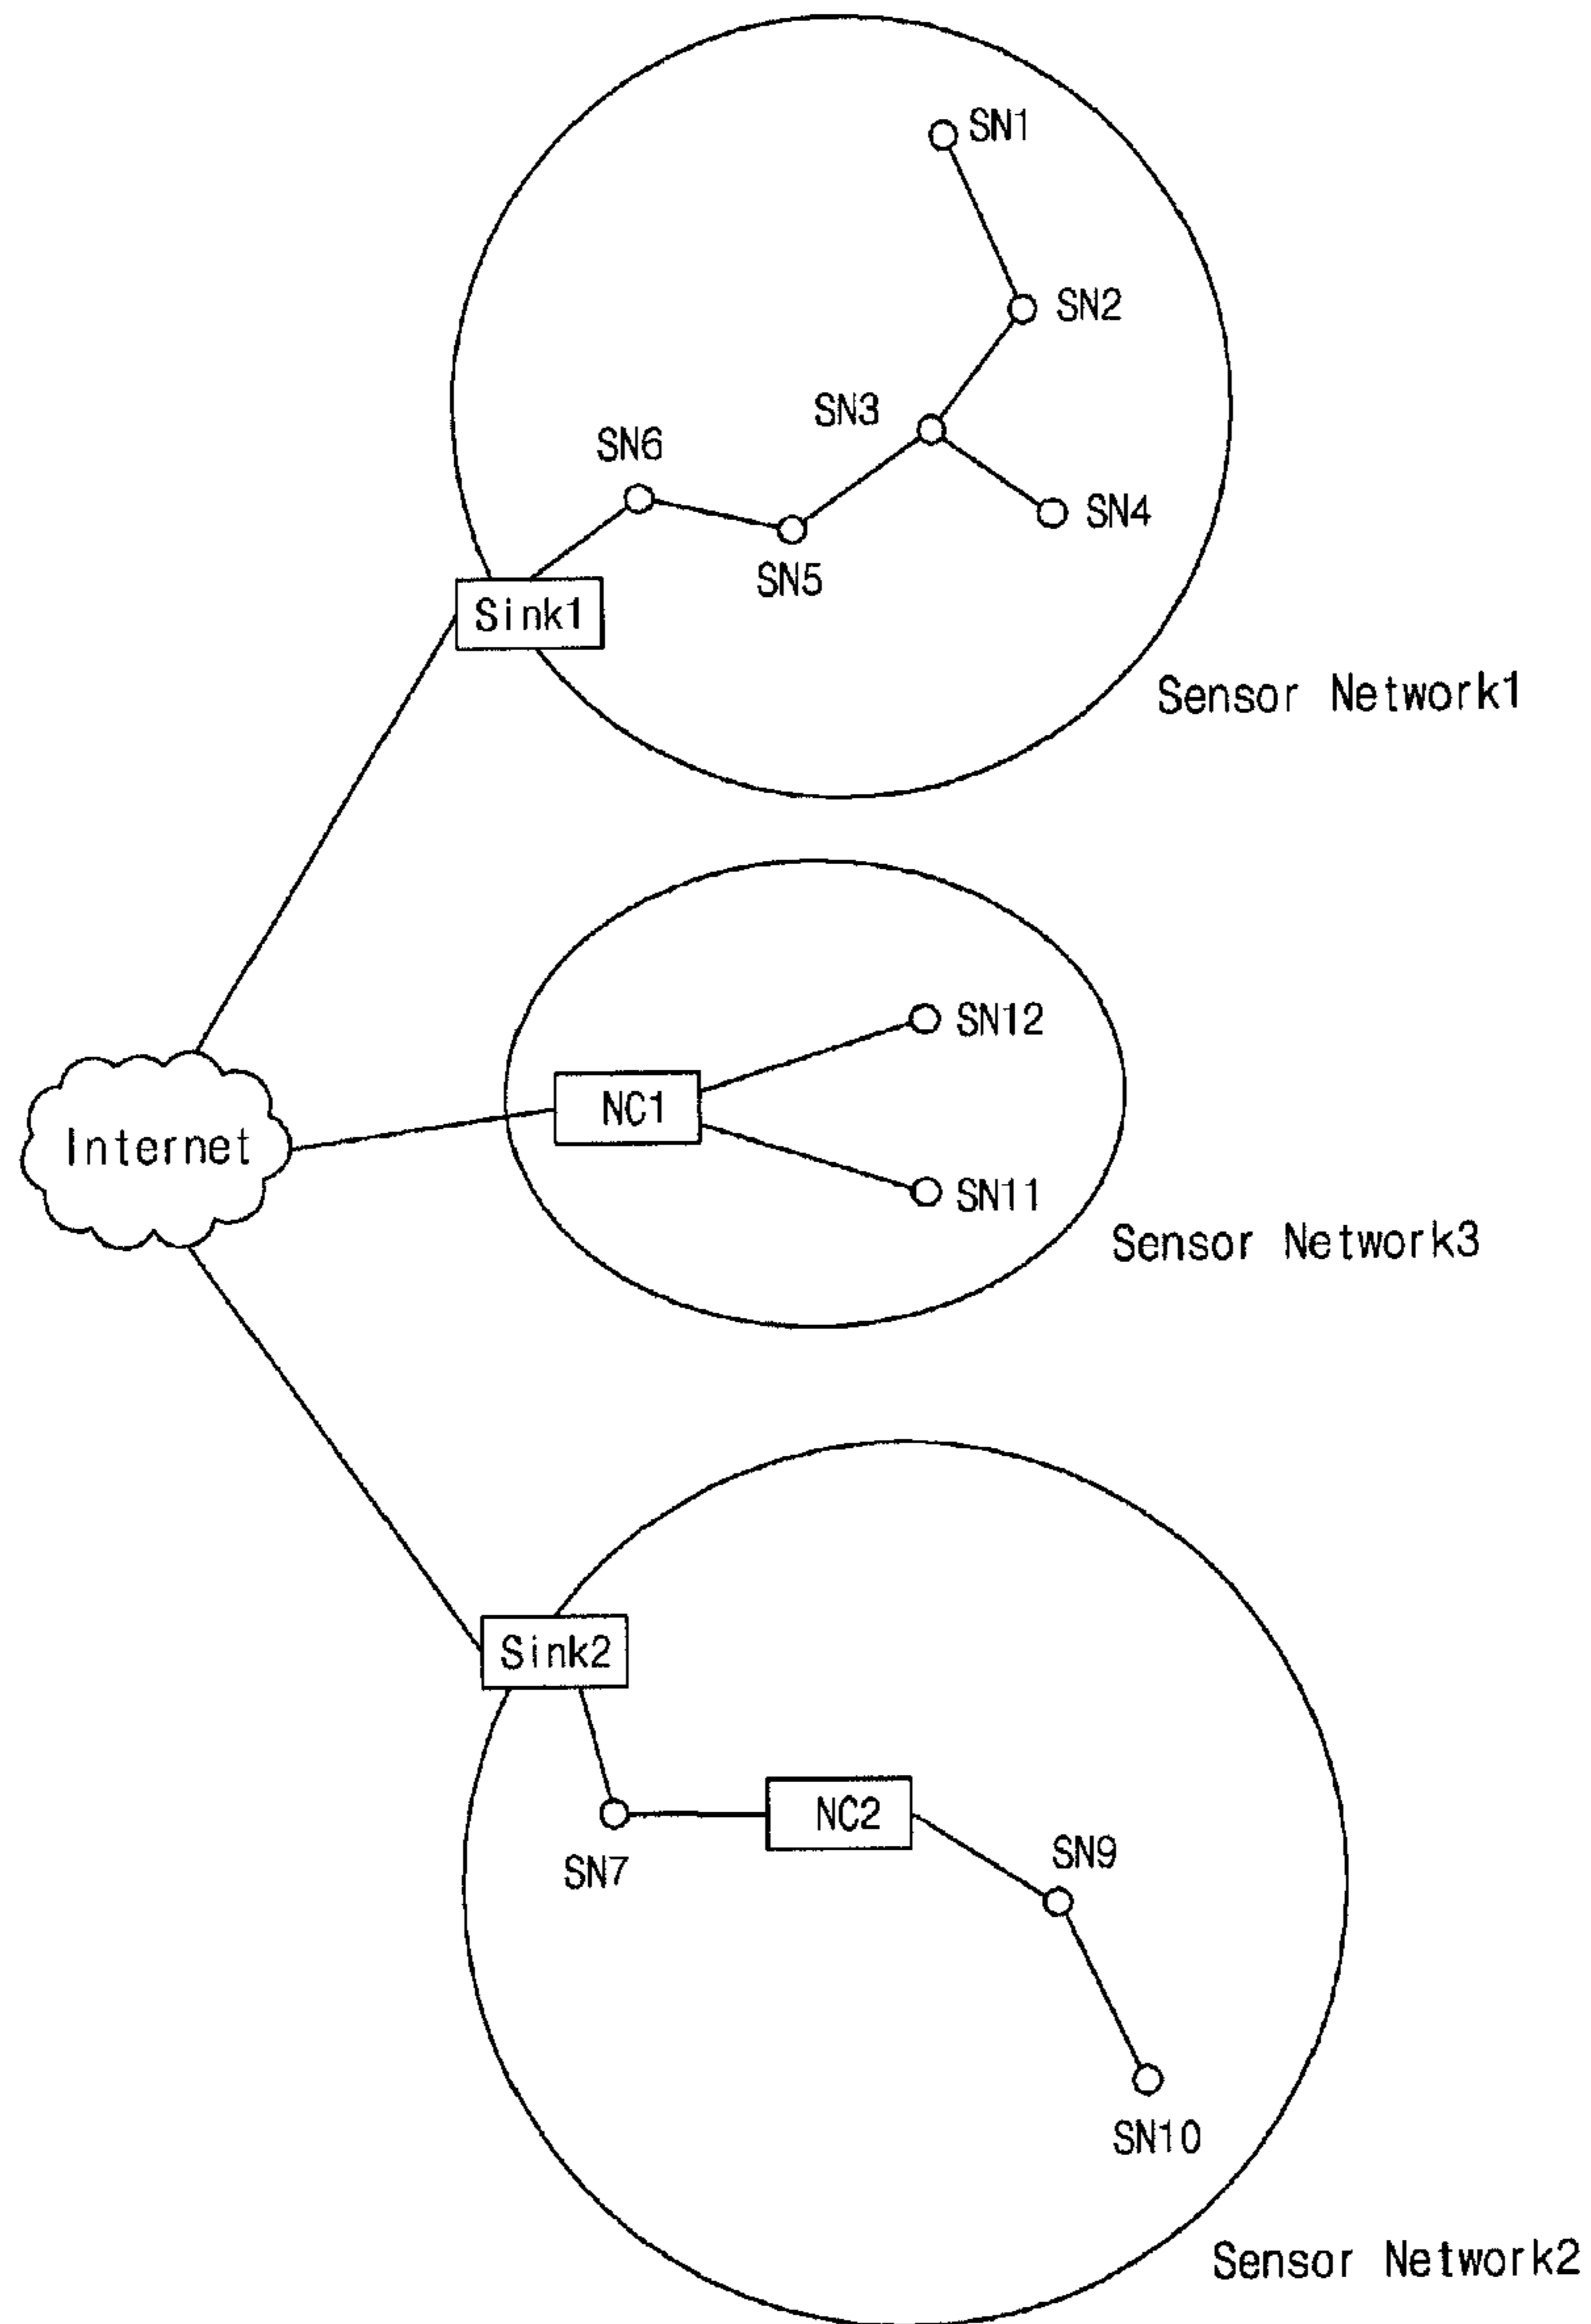 SN1
SN2
SN3
SN6
SN4
SN5
Sink1
Sensor Network1
SN12
NC1
Internet
SN11
Sensor Network3
Sink2
NC2
SN9
SN7
SN10
Sensor Network2